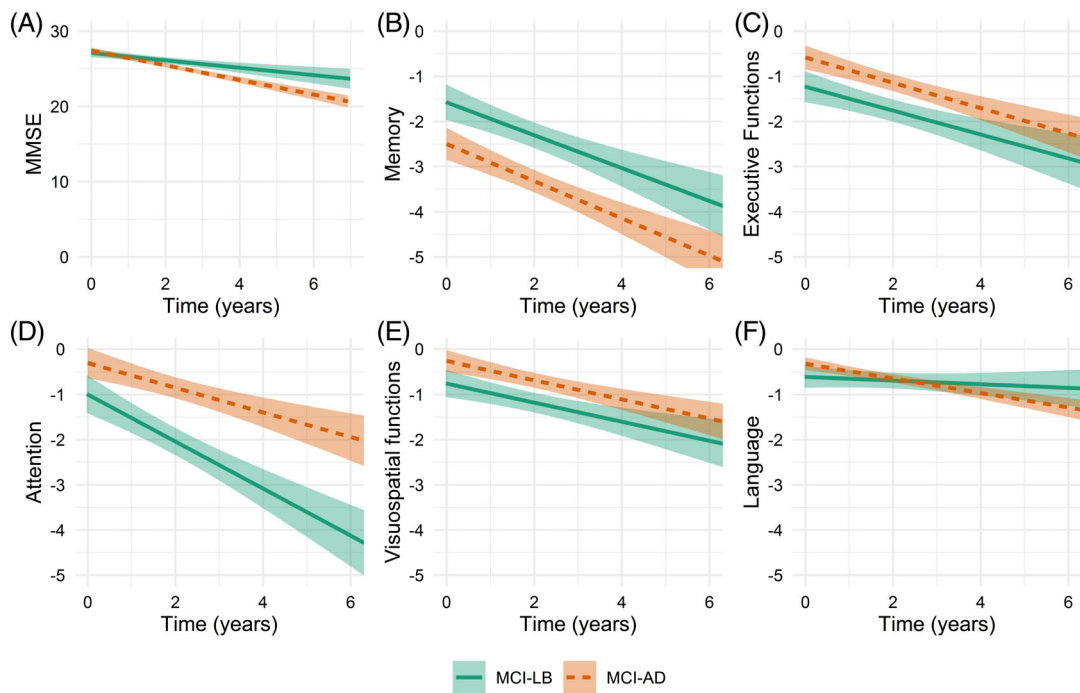 (A)
MMSE
30
20
10
0
0 2 4 6
Time (years)
(B)
Memory
0
-1
-2
-3
-4
-5
0 2 4 6
Time (years)
(C)
Executive Functions
0
-1
-2
-3
-4
-5
0 2 4 6
Time (years)
(D)
Attention
0
-1
-2
-3
-4
-5
0 2 4 6
Time (years)
(E)
Visuospatial functions
0
-1
-2
-3
-4
-5
0 2 4 6
Time (years)
(F)
Language
0
-1
-2
-3
-4
-5
0 2 4 6
Time (years)
MCI-LB MCI-AD